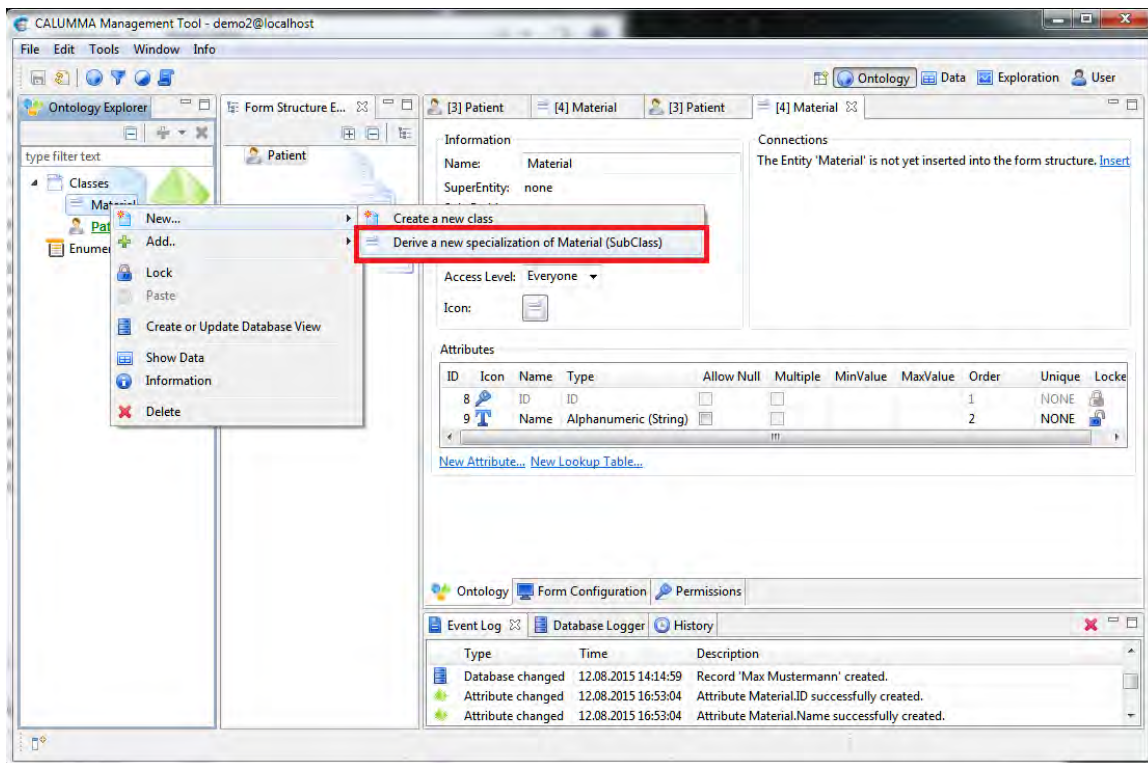 CALUMMA Management Tool - demo2@localhost
File Edit Tools Window Info
Ontology Data Exploration User
Ontology Explorer
type filter text
Classes
Material
Pat
Enume
Form Structure E...
Patient
[3] Patient [4] Material [3] Patient [4] Material
Information
Name: Material
SuperEntity: none
Access Level: Everyone
Icon:
Connections
The Entity 'Material' is not yet inserted into the form structure. Insert
New...
Add..
Lock
Paste
Create or Update Database View
Show Data
Information
Delete
Create a new class
Derive a new specialization of Material (SubClass)
Attributes
ID Icon Name Type Allow Null Multiple MinValue MaxValue Order Unique Locke
8 ID ID 1 NONE
9 T Name Alphanumeric (String) 2 NONE
New Attribute... New Lookup Table...
Ontology Form Configuration Permissions
Event Log Database Logger History
Type Time Description
Database changed 12.08.2015 14:14:59 Record 'Max Mustermann' created.
Attribute changed 12.08.2015 16:53:04 Attribute Material.ID successfully created.
Attribute changed 12.08.2015 16:53:04 Attribute Material.Name successfully created.